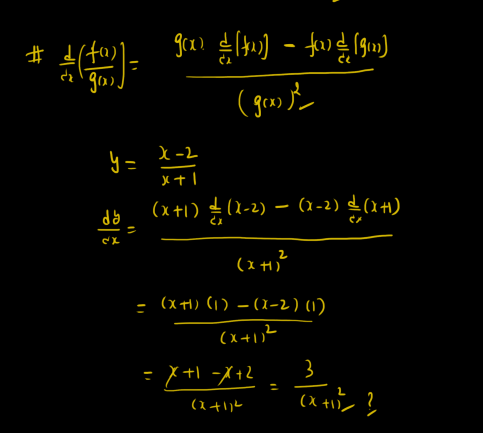 # d/dx (f(x)/g(x)) = (g(x) d/dx [f(x)] - f(x) d/dx [g(x)]) / (g(x))²
y = (x-2)/(x+1)
dy/dx = ((x+1) d/dx (x-2) - (x-2) d/dx (x+1)) / (x+1)²
= ((x+1)(1) - (x-2)(1)) / (x+1)²
= (x+1-x+2)/(x+1)² = 3/(x+1)² ?